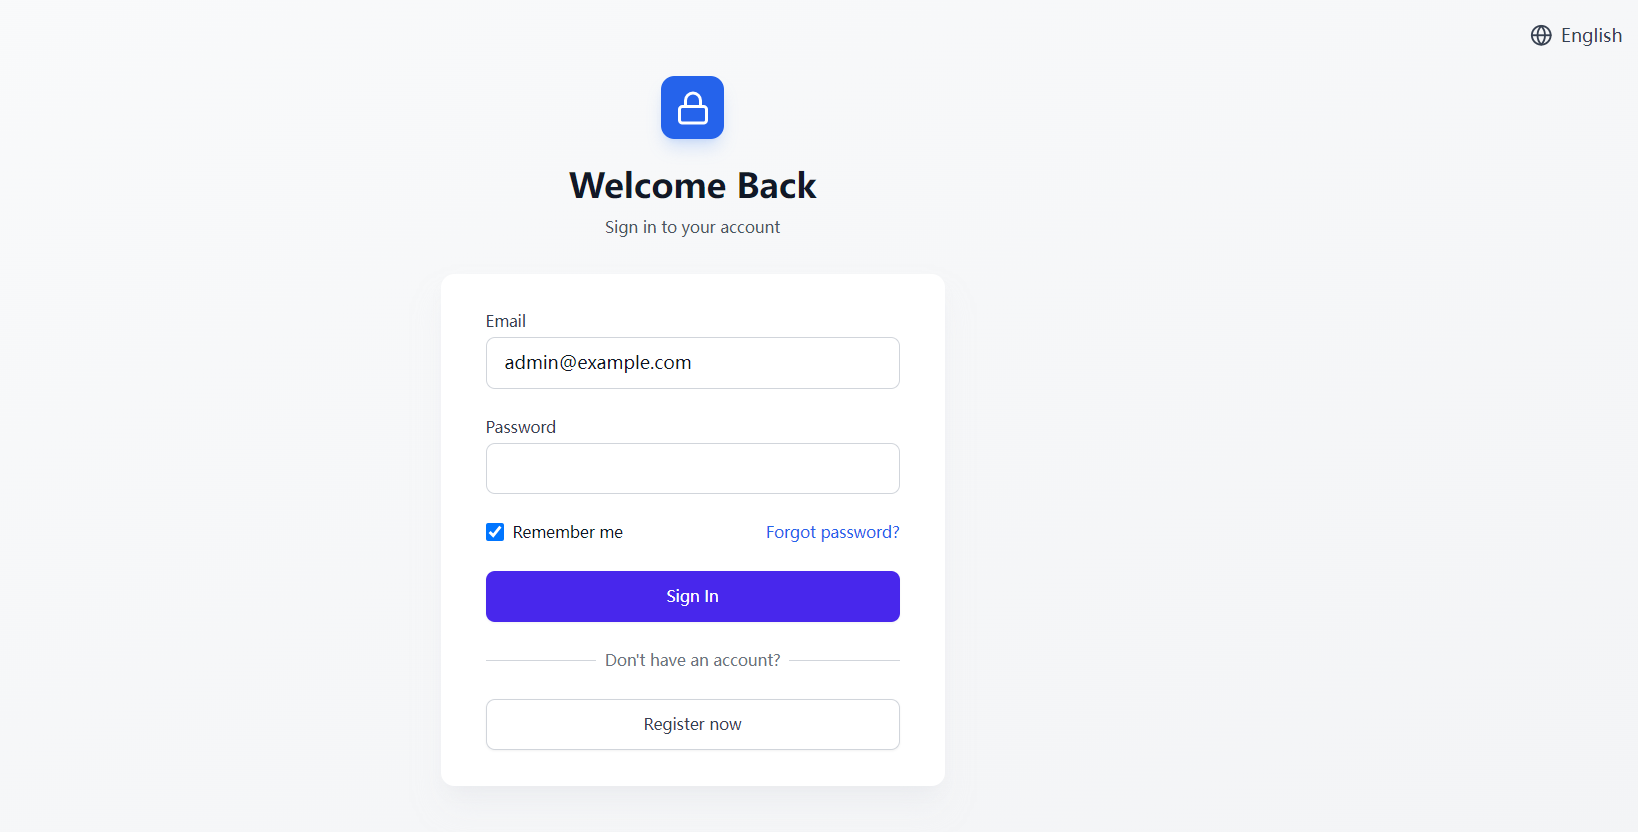 English
Welcome Back
Sign in to your account
Email
admin@example.com
Password
Remember me
Forgot password?
Sign In
Don't have an account?
Register now